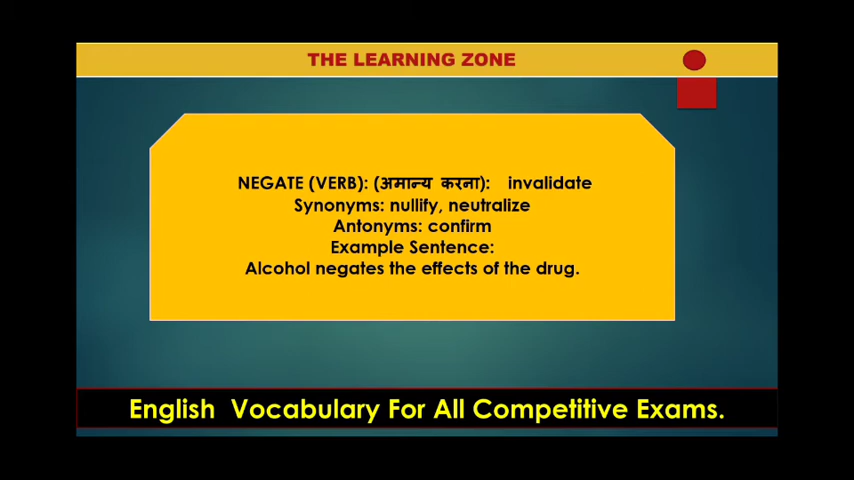 THE LEARNING ZONE
NEGATE (VERB): (अमान्य करना): invalidate
Synonyms: nullify, neutralize
Antonyms: confirm
Example Sentence:
Alcohol negates the effects of the drug.
English Vocabulary For All Competitive Exams.